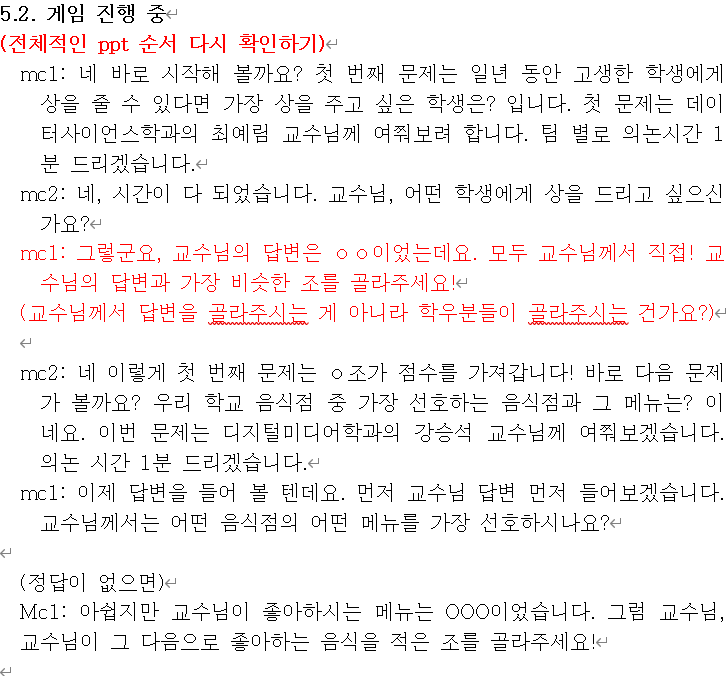 5.2. 게임 진행 중
(전체적인 ppt 순서 다시 확인하기)
mc1: 네 바로 시작해 볼까요? 첫 번째 문제는 일년 동안 고생한 학생에게
상을 줄 수 있다면 가장 상을 주고 싶은 학생은? 입니다. 첫 문제는 데이
터사이언스학과의 최예림 교수님께 여쭤보려 합니다. 팀 별로 의논시간 1
분 드리겠습니다.
mc2: 네, 시간이 다 되었습니다. 교수님, 어떤 학생에게 상을 드리고 싶으신
가요?
mc1: 그렇군요, 교수님의 답변은 ㅇㅇ이었는데요. 모두 교수님께서 직접! 교
수님의 답변과 가장 비슷한 조를 골라주세요!
(교수님께서 답변을 골라주시는 게 아니라 학우분들이 골라주시는 건가요?)
mc2: 네 이렇게 첫 번째 문제는 ㅇ조가 점수를 가져갑니다! 바로 다음 문제
가 볼까요? 우리 학교 음식점 중 가장 선호하는 음식점과 그 메뉴는? 이
네요. 이번 문제는 디지털미디어학과의 강승석 교수님께 여쭤보겠습니다.
의논 시간 1분 드리겠습니다.
mc1: 이제 답변을 들어 볼 텐데요. 먼저 교수님 답변 먼저 들어보겠습니다.
교수님께서는 어떤 음식점의 어떤 메뉴를 가장 선호하시나요?
(정답이 없으면)
Mc1: 아쉽지만 교수님이 좋아하시는 메뉴는 OOO이었습니다. 그럼 교수님,
교수님이 그 다음으로 좋아하는 음식을 적은 조를 골라주세요!